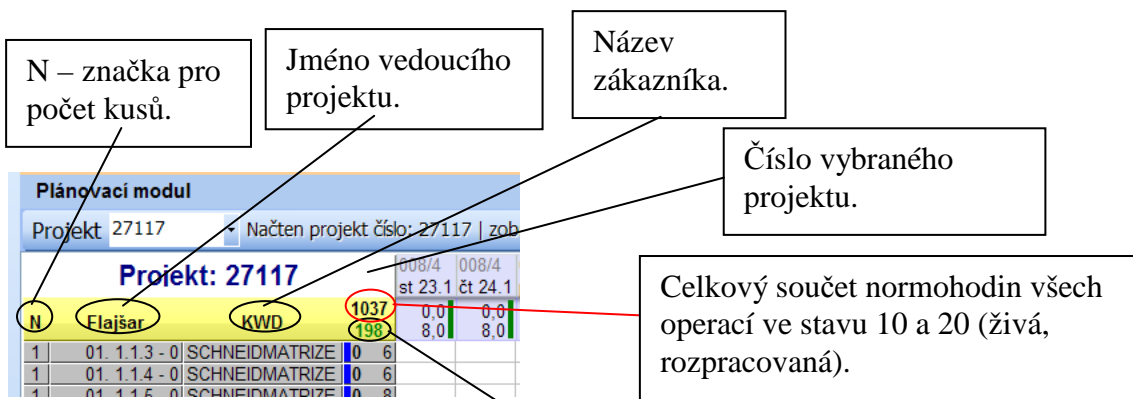 N – značka pro
počet kusů.
Jméno vedoucího
projektu.
Název
zákazníka.
Číslo vybraného
projektu.
Celkový součet normohodin všech
operací ve stavu 10 a 20 (živá,
rozpracovaná).
Plánovací modul
Projekt 27117 Načten projekt číslo: 27117 | zob
Projekt: 27117
008/4 008/4
st 23.1 čt 24.1
N Flajšar KWD 1037 0,0 0,0
198 8,0 8,0
1 01. 1.1.3 - 0 SCHNEIDMATRIZE 0 6
1 01. 1.1.4 - 0 SCHNEIDMATRIZE 0 6
1 01. 1.1.5 - 0 SCHNEIDMATRIZE 0 8